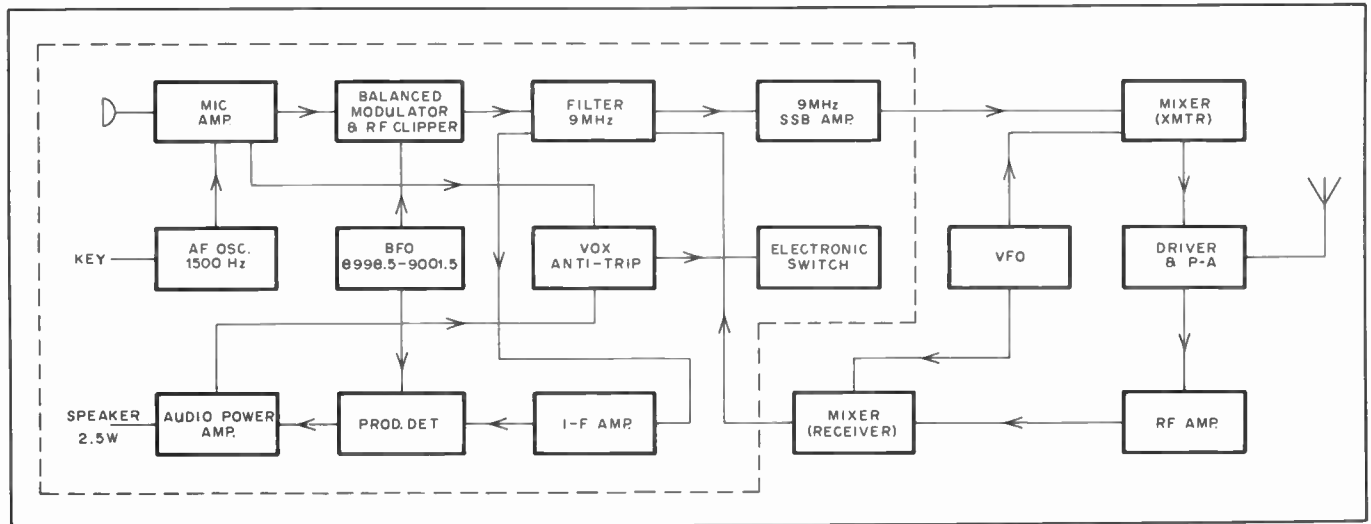 MIC
AMP.
BALANCED
MODULATOR
& RF CLIPPER
FILTER
9MHz
9MHz
SSB AMP.
MIXER
(XMTR)
KEY
AF OSC.
1500 Hz
BFO
8998.5-9001.5
VOX
ANTI-TRIP
ELECTRONIC
SWITCH
VFO
DRIVER
& P-A
SPEAKER
2.5W
AUDIO POWER
AMP.
PROD. DET
I-F AMP.
MIXER
(RECEIVER)
RF AMP.